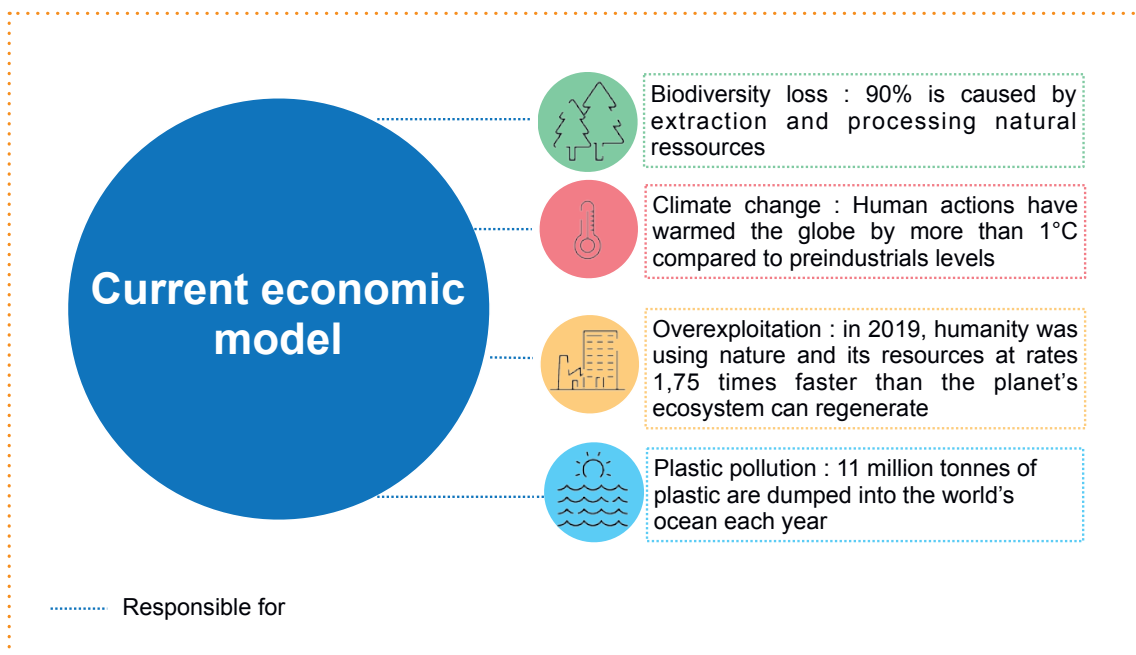 Current economic
model
Biodiversity loss : 90% is caused by
extraction and processing natural
ressources
Climate change : Human actions have
warmed the globe by more than 1°C
compared to preindustrials levels
Overexploitation : in 2019, humanity was
using nature and its resources at rates
1,75 times faster than the planet's
ecosystem can regenerate
Plastic pollution : 11 million tonnes of
plastic are dumped into the world's
ocean each year
Responsible for